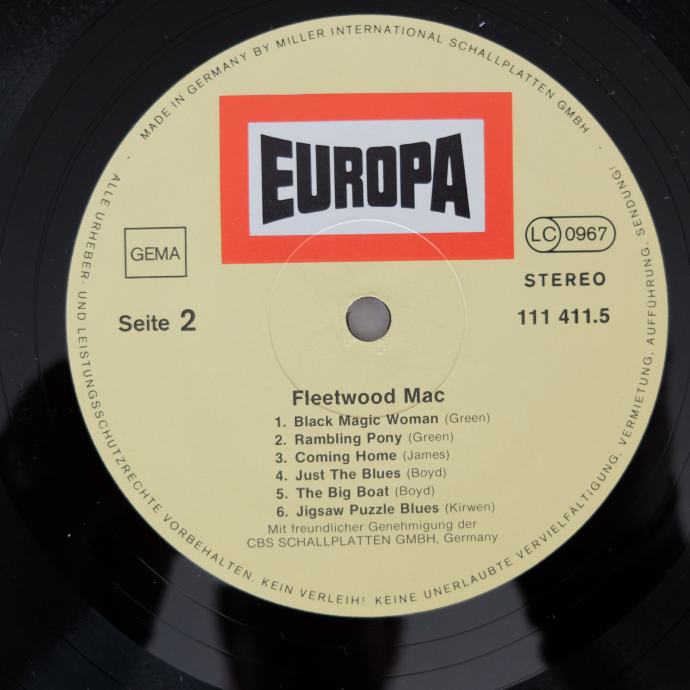 MADE IN GERMANY BY MILLER INTERNATIONAL SCHALLPLATTEN GMBH
EUROPA
GEMA
LC 0967
STEREO
Seite 2
111 411.5
Fleetwood Mac
1. Black Magic Woman (Green)
2. Rambling Pony (Green)
3. Coming Home (James)
4. Just The Blues (Boyd)
5. The Big Boat (Boyd)
6. Jigsaw Puzzle Blues (Kirwen)
Mit freundlicher Genehmigung der
CBS SCHALLPLATTEN GMBH, Germany
ALLE URHEBER- UND LEISTUNGSSCHUTZRECHTE VORBEHALTEN. KEIN VERLEIH! KEINE UNERLAUBTE VERVIELFÄLTIGUNG, VERMIETUNG, AUFFÜHRUNG, SENDUNG!